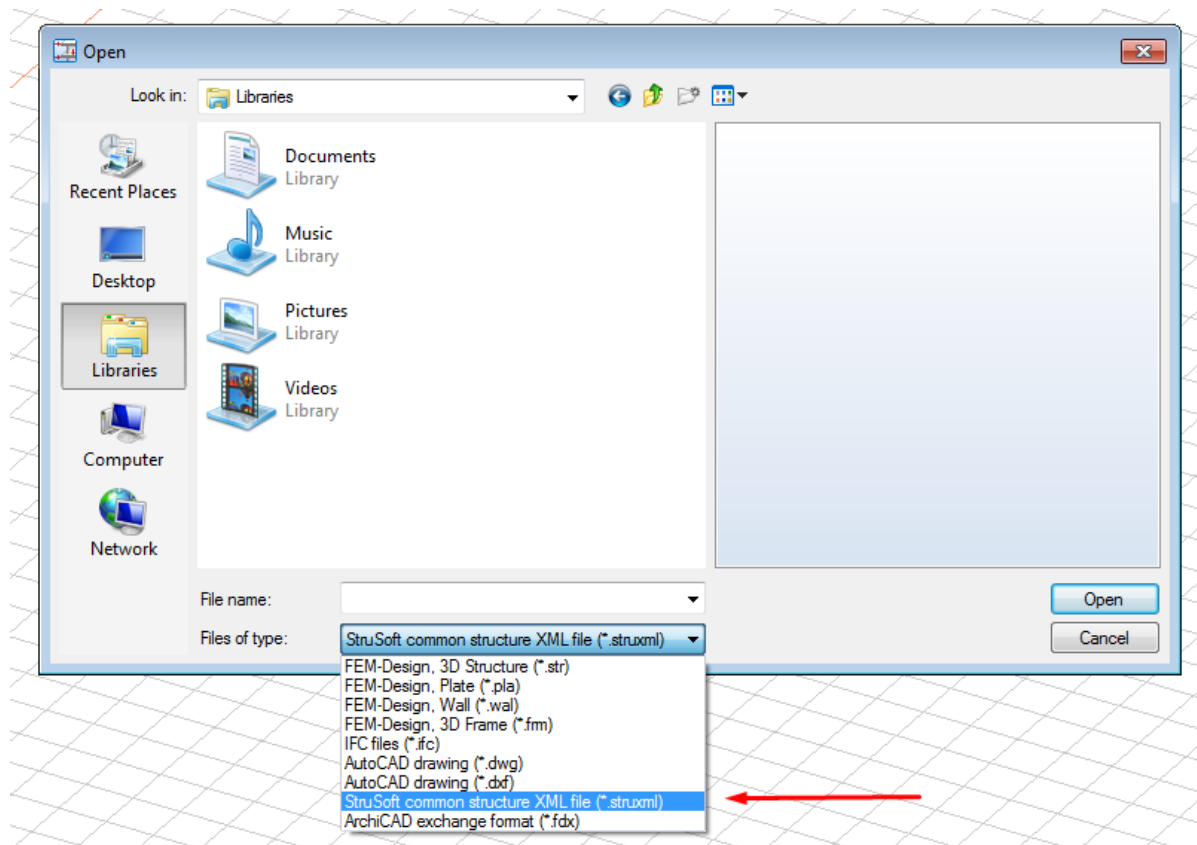 Open
Look in:
Libraries
Recent Places
Desktop
Libraries
Computer
Network
Documents
Library
Music
Library
Pictures
Library
Videos
Library
File name:
Open
Files of type:
StruSoft common structure XML file (*.struxml)
Cancel
FEM-Design, 3D Structure (*.str)
FEM-Design, Plate (*.pla)
FEM-Design, Wall (*.wal)
FEM-Design, 3D Frame (*.frm)
IFC files (*.ifc)
AutoCAD drawing (*.dwg)
AutoCAD drawing (*.dxf)
StruSoft common structure XML file (*.struxml)
ArchiCAD exchange format (*.fdx)